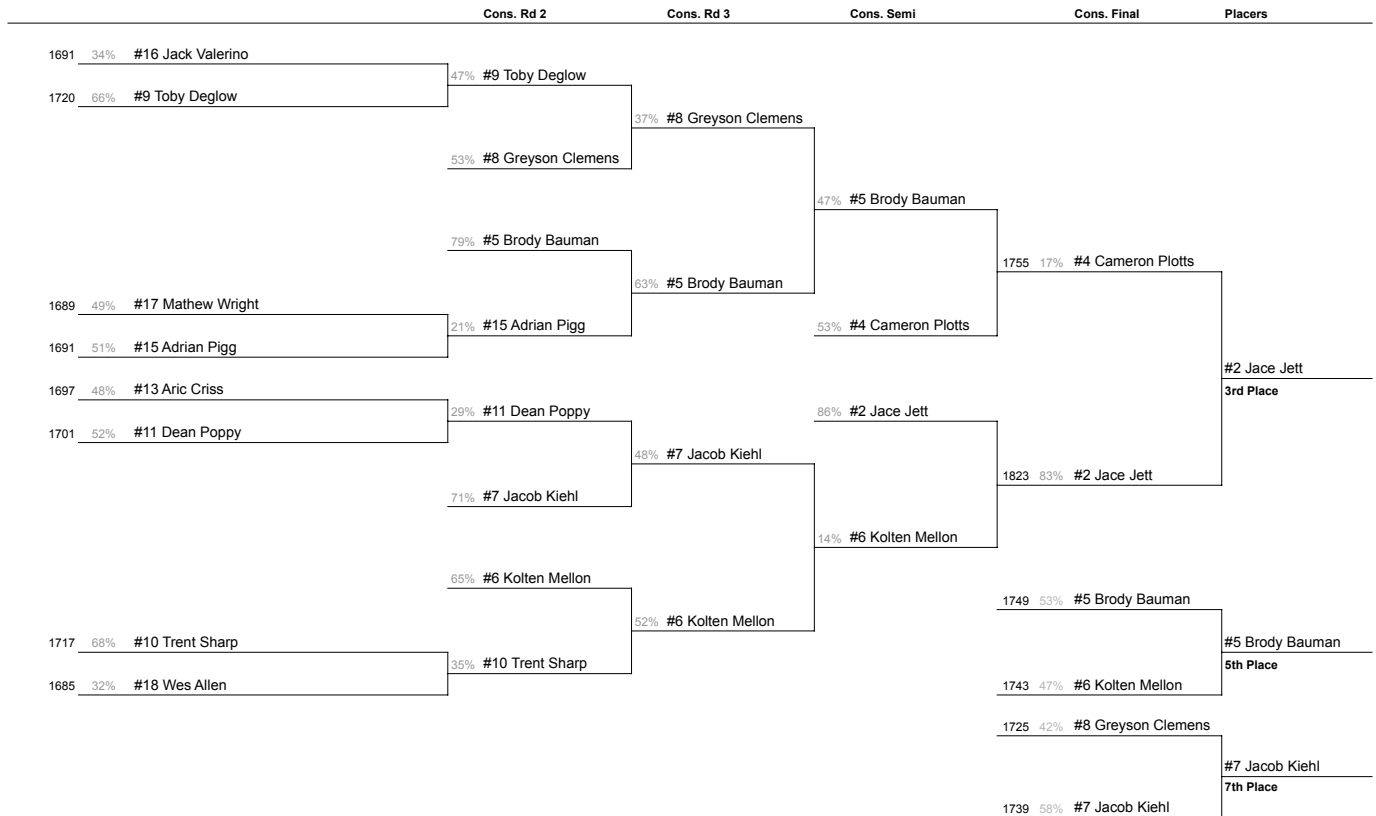 Cons. Rd 2 Cons. Rd 3 Cons. Semi Cons. Final Placers
1691 34% #16 Jack Valerino
47% #9 Toby Deglow
1720 66% #9 Toby Deglow
37% #8 Greyson Clemens
53% #8 Greyson Clemens
47% #5 Brody Bauman
79% #5 Brody Bauman
1755 17% #4 Cameron Plotts
63% #5 Brody Bauman
1689 49% #17 Mathew Wright
21% #15 Adrian Pigg 53% #4 Cameron Plotts
1691 51% #15 Adrian Pigg
#2 Jace Jett
1697 48% #13 Aric Criss
3rd Place
29% #11 Dean Poppy 86% #2 Jace Jett
1701 52% #11 Dean Poppy
48% #7 Jacob Kiehl
1823 83% #2 Jace Jett
71% #7 Jacob Kiehl
14% #6 Kolten Mellon
65% #6 Kolten Mellon
1749 53% #5 Brody Bauman
52% #6 Kolten Mellon
1717 68% #10 Trent Sharp #5 Brody Bauman
35% #10 Trent Sharp 5th Place
1685 32% #18 Wes Allen 1743 47% #6 Kolten Mellon
1725 42% #8 Greyson Clemens
#7 Jacob Kiehl
7th Place
1739 58% #7 Jacob Kiehl